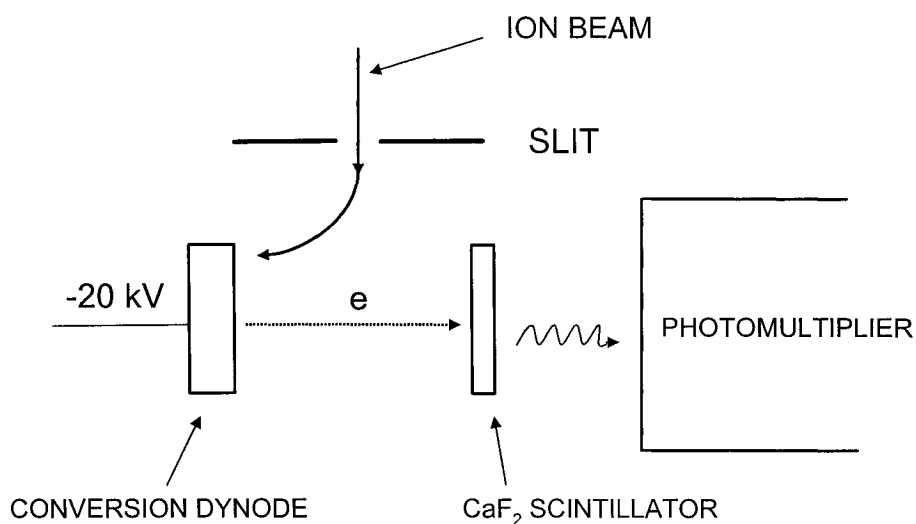 ION BEAM
SLIT
-20 kV
e
PHOTOMULTIPLIER
CONVERSION DYNODE
CaF₂ SCINTILLATOR